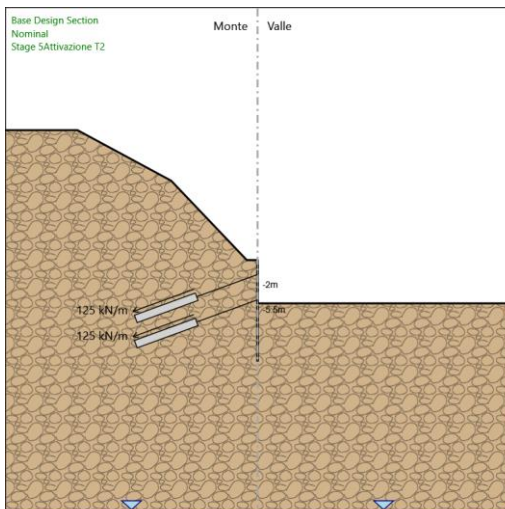 Base Design Section
Nominal
Stage 5Attivazione T2
Monte Valle
-2m
125 kN/m
-5.5m
125 kN/m